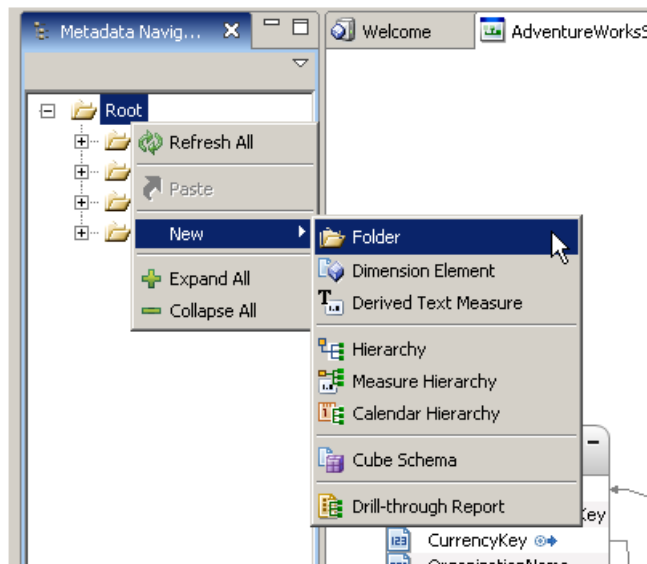 Metadata Navig...
Welcome
AdventureWorksS
Root
Refresh All
Paste
New
Expand All
Collapse All
Folder
Dimension Element
Derived Text Measure
Hierarchy
Measure Hierarchy
Calendar Hierarchy
Cube Schema
Drill-through Report
Key
CurrencyKey
OrganizationName